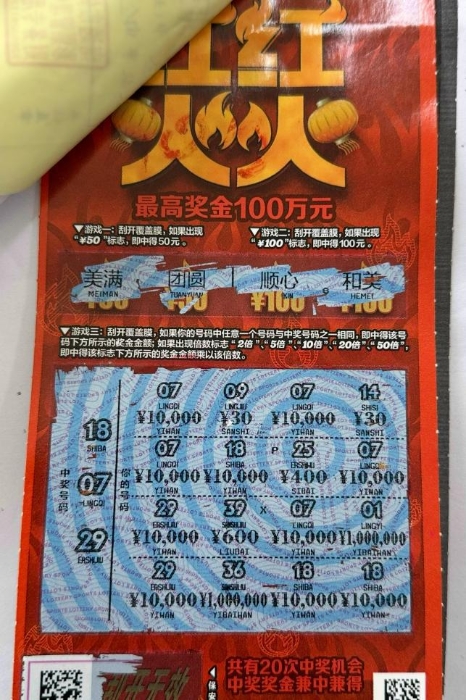 红红
火火
最高奖金100万元
▼游戏一：刮开覆盖膜，如果出现 ▼游戏二：刮开覆盖膜，如果出现
“¥50”标志，即中得50元。 “¥100”标志，即中得100元。
美满 团圆 顺心 和美
MEIMAN TUANYUAN XIN HEMEI
¥100
▼游戏三：刮开覆盖膜，如果你的号码中任意一个号码与中奖号码之一相同，即中得该号
码下方所示的奖金金额；如果出现倍数标志“2倍”、“5倍”、“10倍”、“20倍”、“50倍”，
即中得该标志下方所示的奖金金额乘以该倍数。
中奖号码
18
SHIBA
07
LINGQI
29
ERSHIJIU
你的号码
07 09 07 14
LINGQI LINGJIU LINGQI SHISI
¥10,000 ¥30 ¥10,000 ¥30
YIWAN SANSHI YIWAN SANSHI
07 18 P 25 07
LINGQI SHIBA ERSHIWU LINGQI
¥10,000 ¥10,000 ¥400 ¥10,000
YIWAN YIWAN SIBAI YIWAN
29 39 X 07 01
ERSHIJIU LINGQI LINGYI
¥10,000 ¥600 ¥10,000 ¥1,000,000
YIWAN LIUBAI YIWAN YIBAIWAN
29 36 18 18
ERSHIJIU SHIBA SHIBA
¥10,000 ¥1,000,000 ¥10,000 ¥10,000
YIWAN YIBAIWAN YIWAN YIWAN
共有20次中奖机会
中奖奖金兼中兼得
保安